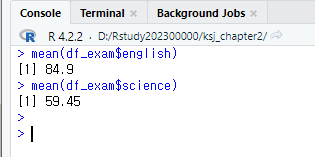 Console Terminal × Background Jobs ×
R 4.2.2 · D:/Rstudy202300000/ksj_chapter2/
> mean(df_exam$english)
[1] 84.9
> mean(df_exam$science)
[1] 59.45
>
>